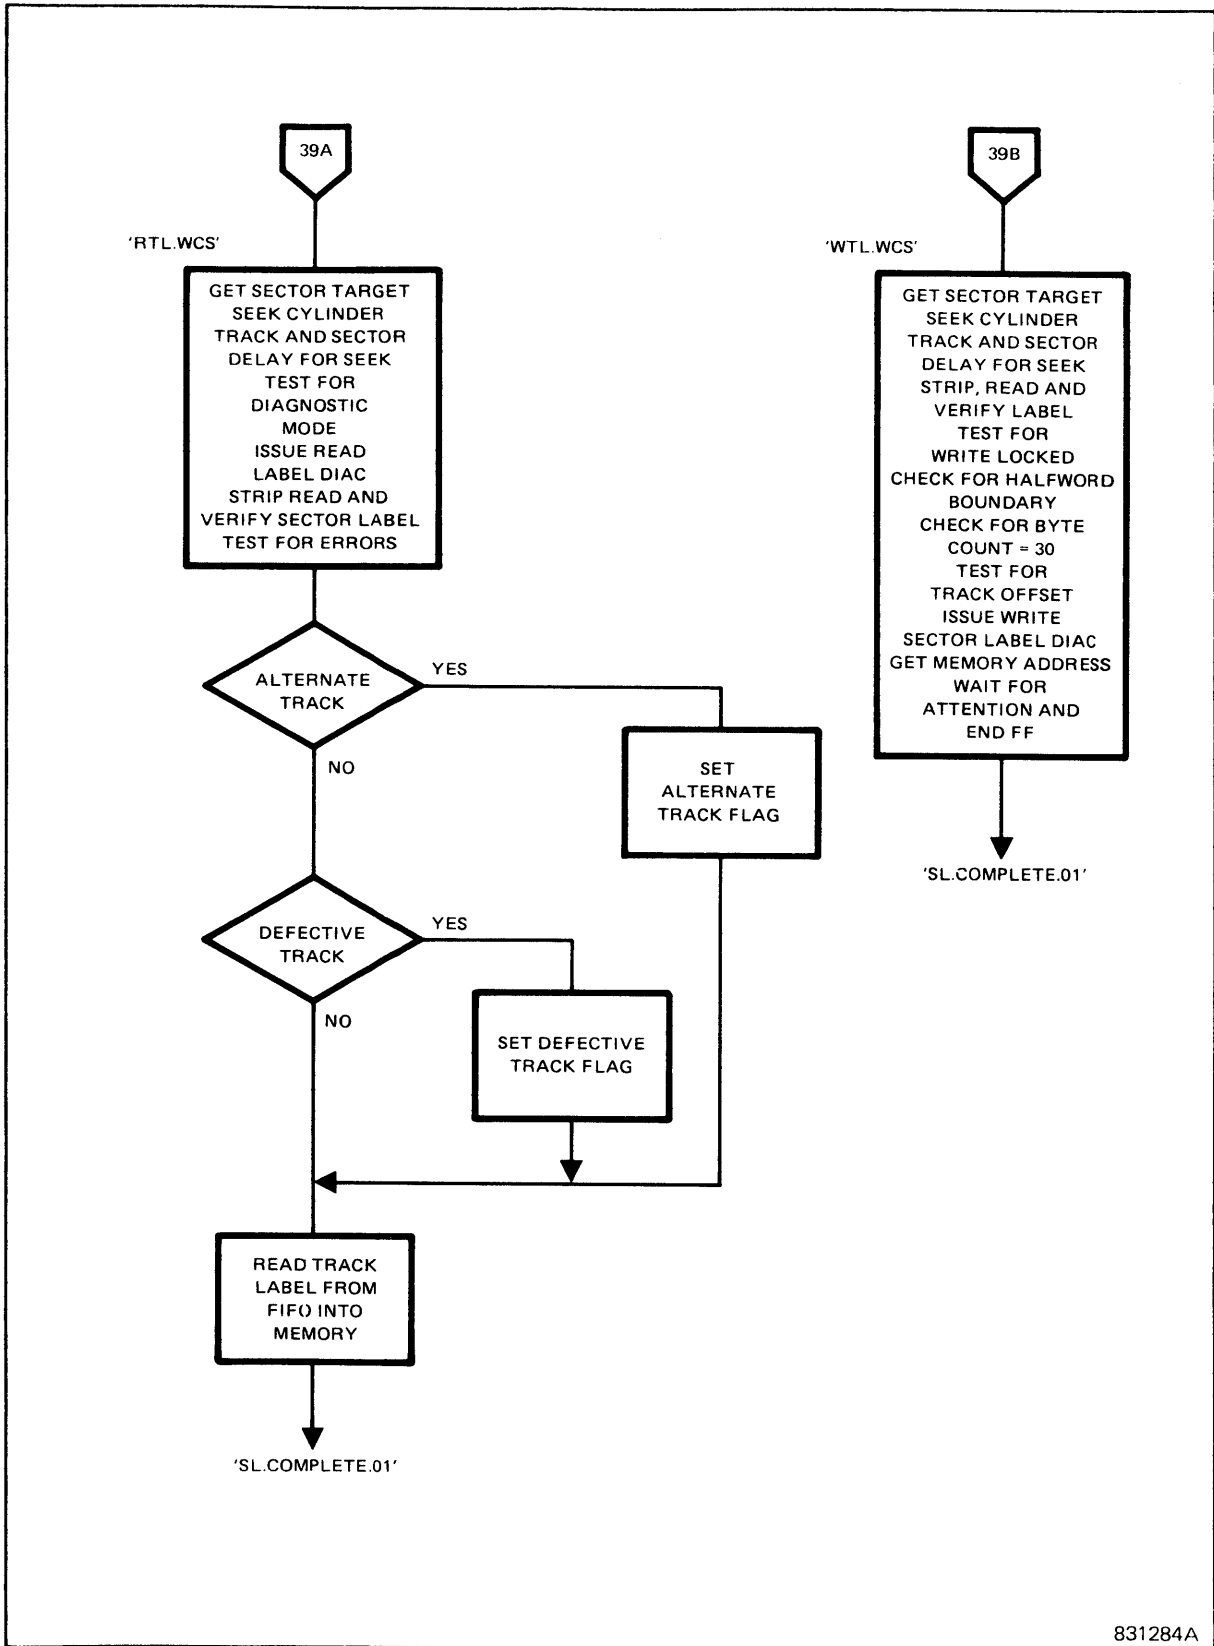 39A
'RTL.WCS'
GET SECTOR TARGET
SEEK CYLINDER
TRACK AND SECTOR
DELAY FOR SEEK
TEST FOR
DIAGNOSTIC
MODE
ISSUE READ
LABEL DIAC
STRIP READ AND
VERIFY SECTOR LABEL
TEST FOR ERRORS
ALTERNATE
TRACK
YES
NO
SET
ALTERNATE
TRACK FLAG
DEFECTIVE
TRACK
YES
NO
SET DEFECTIVE
TRACK FLAG
READ TRACK
LABEL FROM
FIFO INTO
MEMORY
'SL.COMPLETE.01'
39B
'WTL.WCS'
GET SECTOR TARGET
SEEK CYLINDER
TRACK AND SECTOR
DELAY FOR SEEK
STRIP, READ AND
VERIFY LABEL
TEST FOR
WRITE LOCKED
CHECK FOR HALFWORD
BOUNDARY
CHECK FOR BYTE
COUNT = 30
TEST FOR
TRACK OFFSET
ISSUE WRITE
SECTOR LABEL DIAC
GET MEMORY ADDRESS
WAIT FOR
ATTENTION AND
END FF
'SL.COMPLETE.01'
831284A